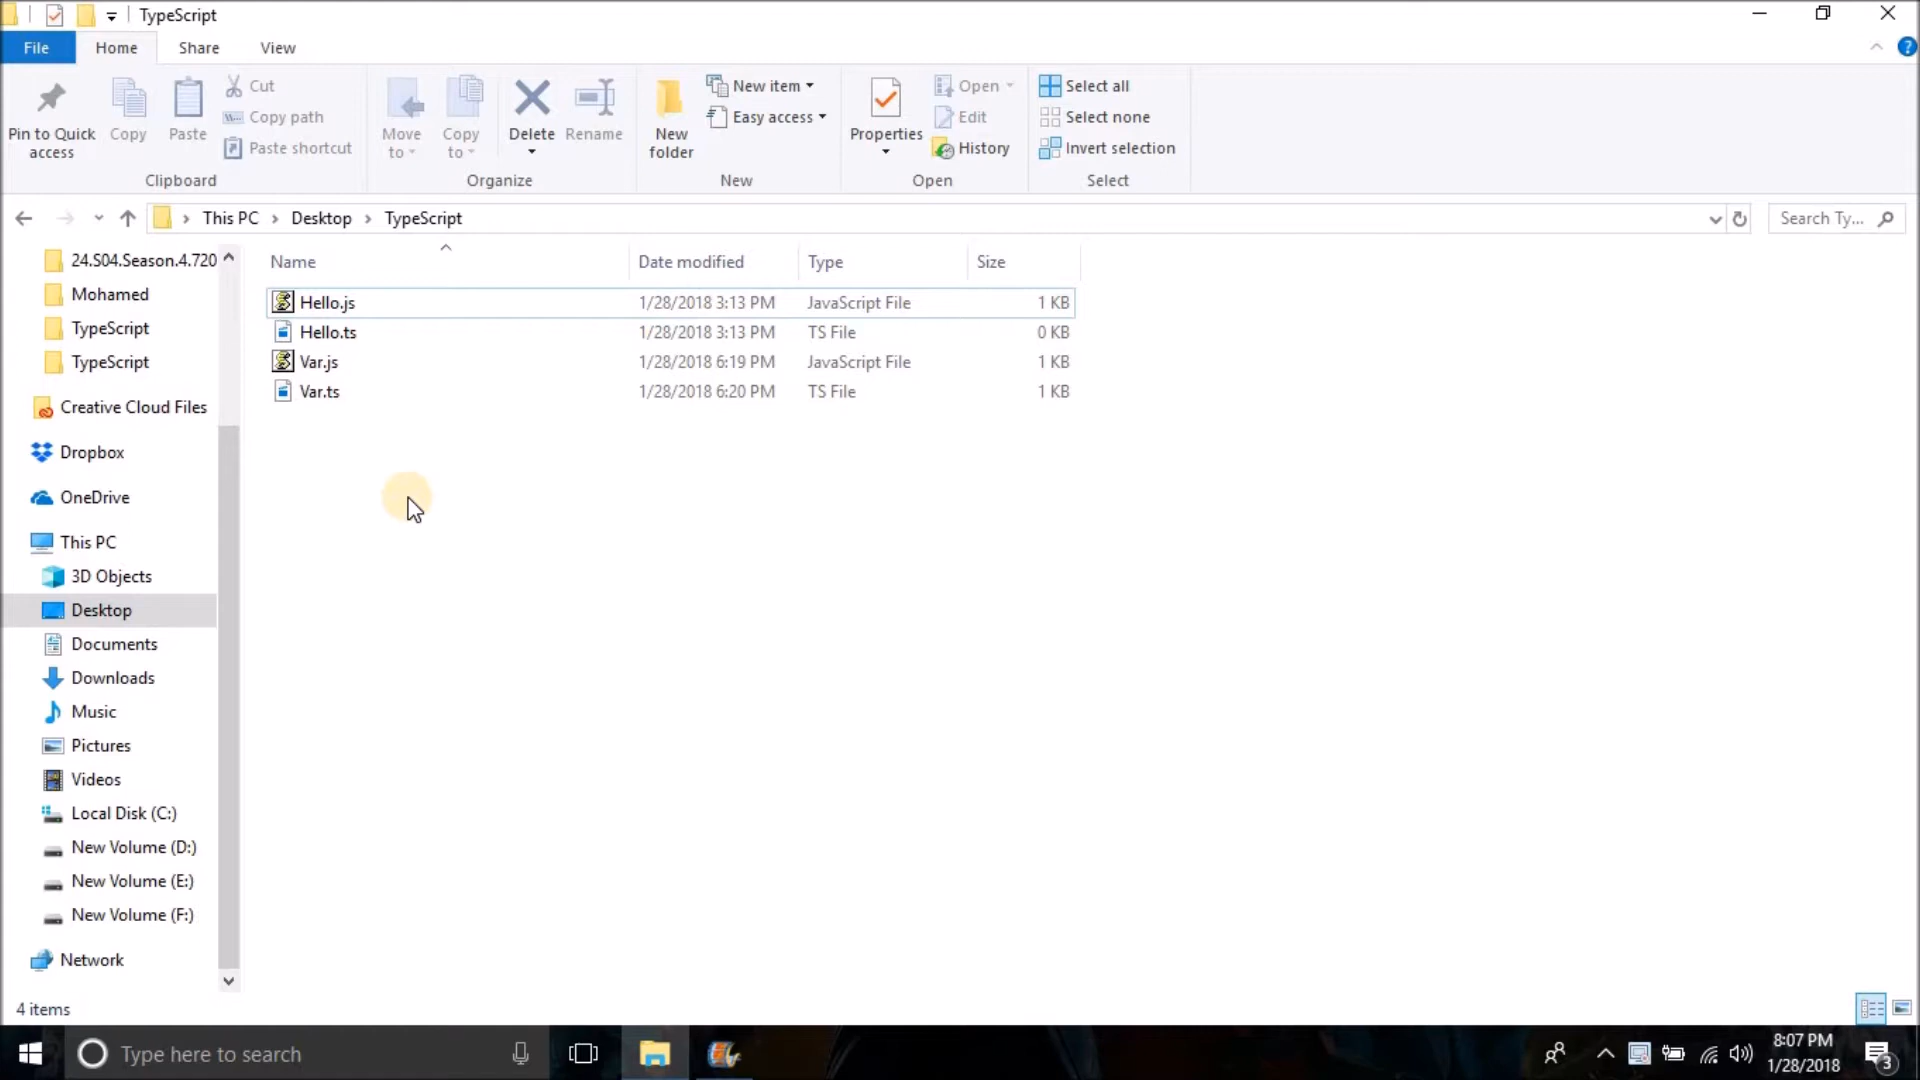 TypeScript
File Home Share View
Pin to Quick access
Copy
Paste
Cut
Copy path
Paste shortcut
Move to
Copy to
Delete
Rename
New folder
New item
Easy access
Properties
Open
Edit
History
Select all
Select none
Invert selection
Clipboard Organize New Open Select
This PC Desktop TypeScript
Search Ty...
24.S04.Season.4.720
Mohamed
TypeScript
TypeScript
Creative Cloud Files
Dropbox
OneDrive
This PC
3D Objects
Desktop
Documents
Downloads
Music
Pictures
Videos
Local Disk (C:)
New Volume (D:)
New Volume (E:)
New Volume (F:)
Network
Name Date modified Type Size
Hello.js 1/28/2018 3:13 PM JavaScript File 1 KB
Hello.ts 1/28/2018 3:13 PM TS File 0 KB
Var.js 1/28/2018 6:19 PM JavaScript File 1 KB
Var.ts 1/28/2018 6:20 PM TS File 1 KB
4 items
Type here to search
8:07 PM
1/28/2018
3